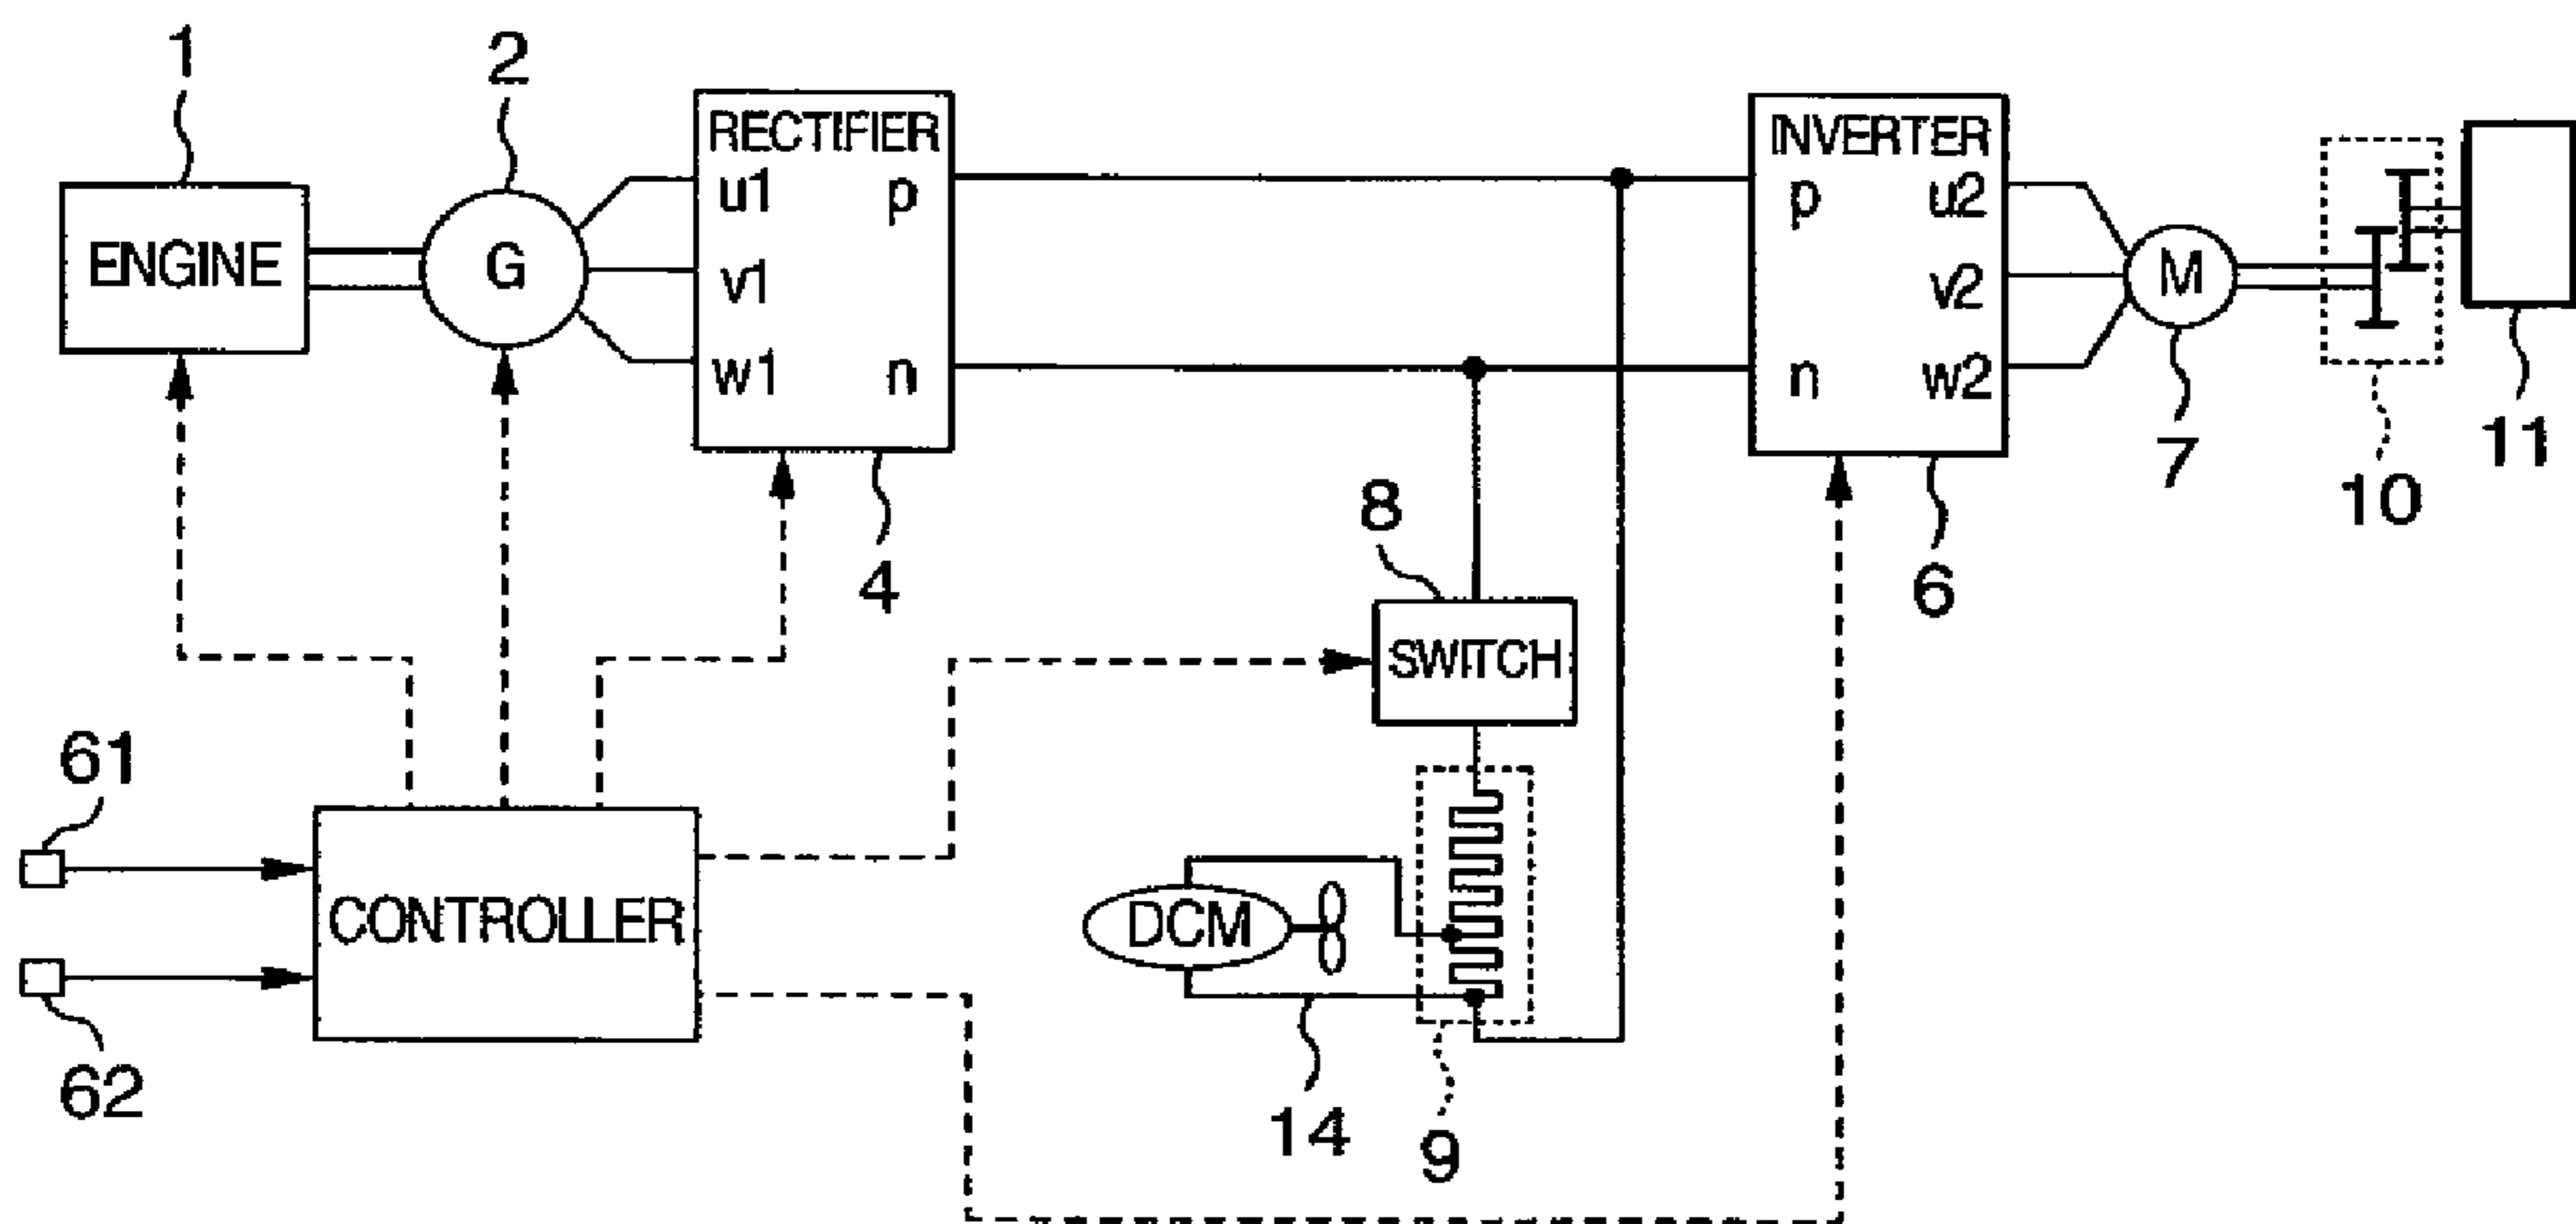 1
2
RECTIFIER
INVERTER
u1
p
p
u2
ENGINE
G
v1
v2
M
w1
n
n
w2
11
7
10
8
4
6
SWITCH
61
CONTROLLER
DCM
62
14
9